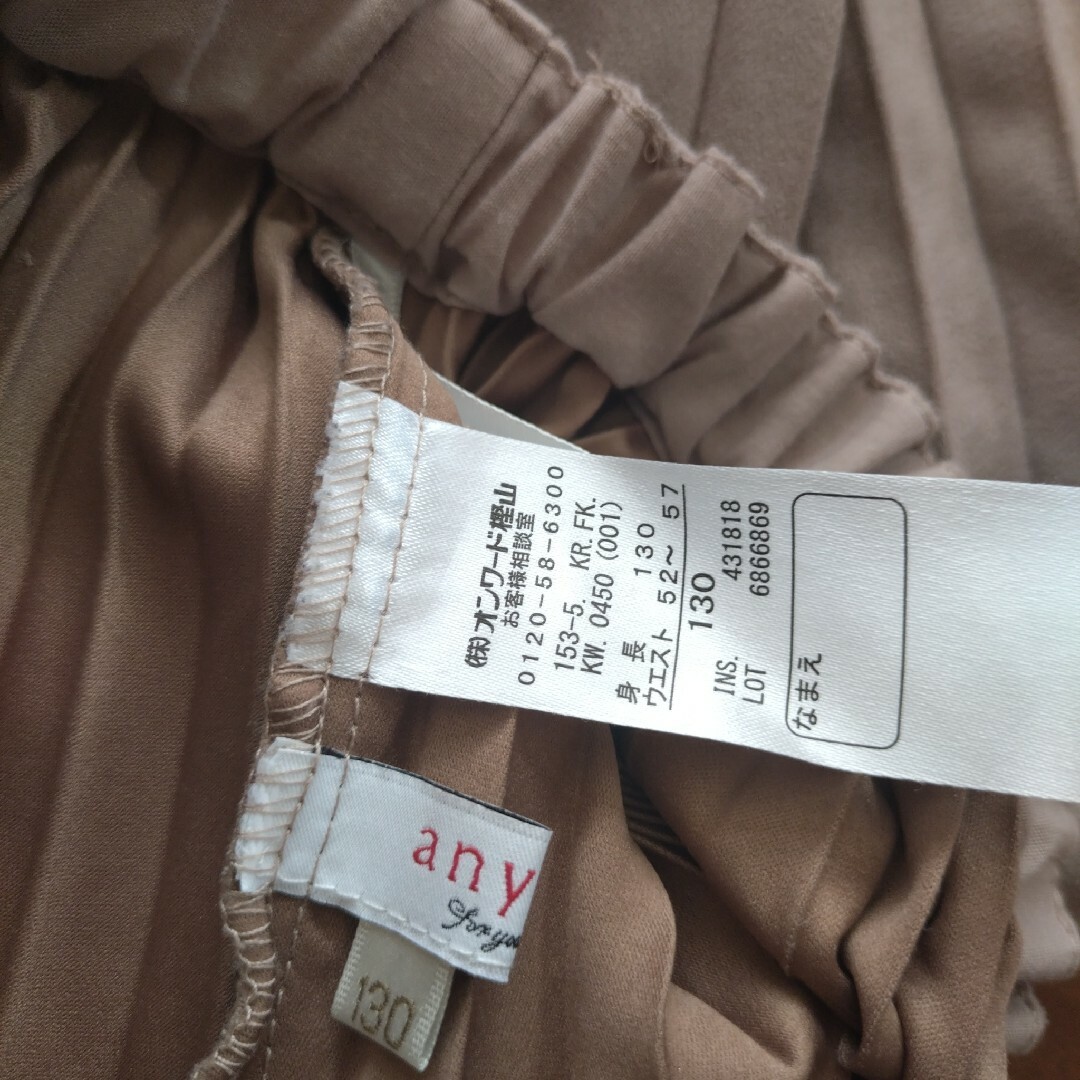 (株)オンワード樫山
お客様相談室
0120-58-6300
153-5. KR. FK.
KW. 0450 (001)
身長 130
ウエスト 52〜57
130
INS. 431818
LOT 6866869
なまえ
any
130